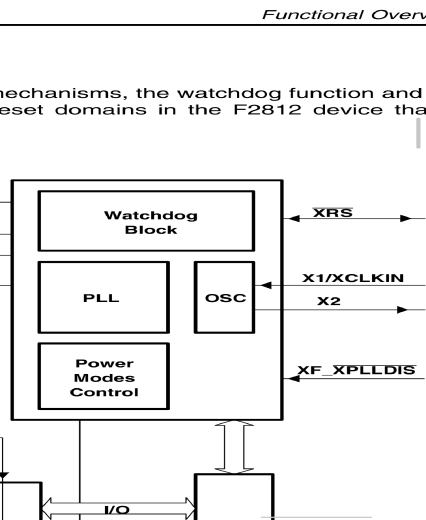 Functional Overv
mechanisms, the watchdog function and
eset domains in the F2812 device tha
Watchdog
Block
XRS
PLL
OSC
X1/XCLKIN
X2
Power
Modes
Control
XF_XPLLDIS
I/O